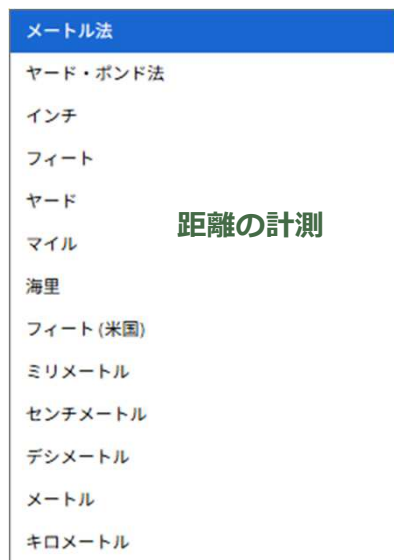 メートル法
ヤード・ポンド法
インチ
フィート
ヤード
距離の計測
マイル
海里
フィート (米国)
ミリメートル
センチメートル
デシメートル
メートル
キロメートル